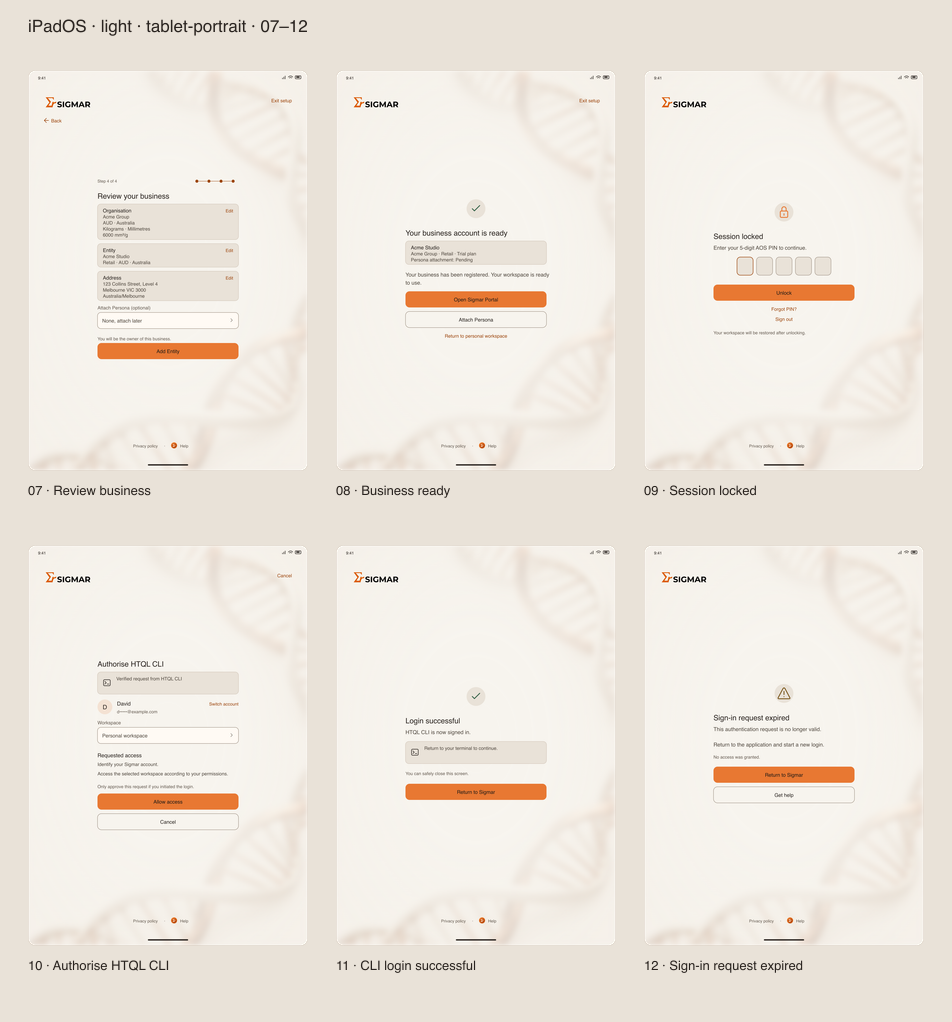 iPadOS · light · tablet-portrait · 07–12
9:41
SIGMAR
Exit setup
Back
Step 4 of 4
Review your business
Organisation
Edit
Acme Group
AUD · Australia
Kilograms · Millimetres
Entity
Edit
Acme Studio
Retail · AUD · Australia
Address
Edit
123 Collins Street, Level 4
Melbourne VIC 3000
Australia/Melbourne
Attach Persona (optional)
None, attach later
You will be the owner of this business.
Add Entity
Privacy policy · Help
07 · Review business
9:41
SIGMAR
Exit setup
Your business account is ready
Acme Studio
Acme Group · Retail · Trial plan
Persona attachment: Pending
Your business has been registered. Your workspace is ready
to use.
Open Sigmar Portal
Attach Persona
Return to personal workspace
Privacy policy · Help
08 · Business ready
9:41
SIGMAR
Session locked
Enter your 5-digit AOS PIN to continue.
Unlock
Forgot PIN?
Sign out
Your workspace will be restored after unlocking.
Privacy policy · Help
09 · Session locked
9:41
SIGMAR
Cancel
Authorise HTQL CLI
Verified request from HTQL CLI
D
David
Switch account
Workspace
Personal workspace
Requested access
Identify your Sigmar account.
Access the selected workspace according to your permissions.
Only approve this request if you initiated the login.
Allow access
Cancel
Privacy policy · Help
10 · Authorise HTQL CLI
9:41
SIGMAR
Login successful
HTQL CLI is now signed in.
Return to your terminal to continue.
You can safely close this screen.
Return to Sigmar
Privacy policy · Help
11 · CLI login successful
9:41
SIGMAR
Sign-in request expired
This authentication request is no longer valid.
Return to the application and start a new login.
No access was granted.
Return to Sigmar
Get help
Privacy policy · Help
12 · Sign-in request expired